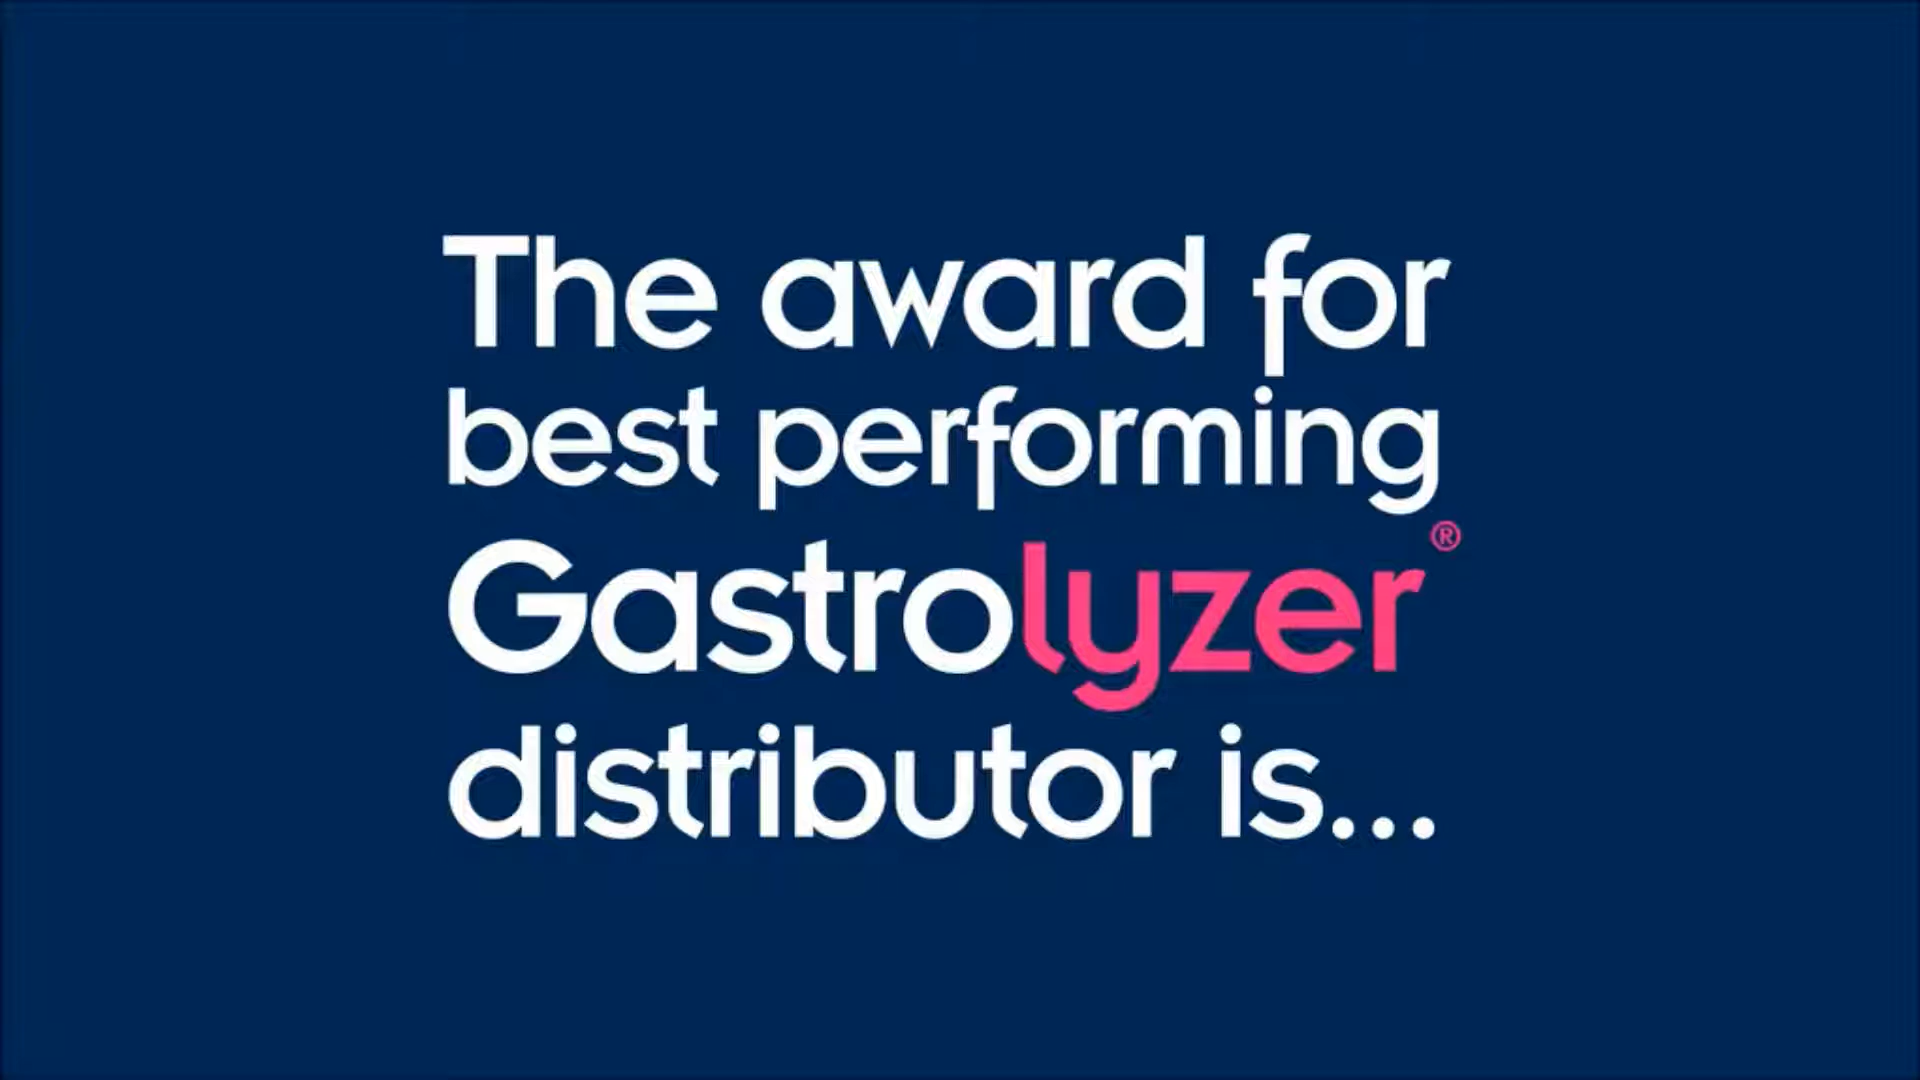 The award for
best performing
Gastrolyzer®
distributor is...